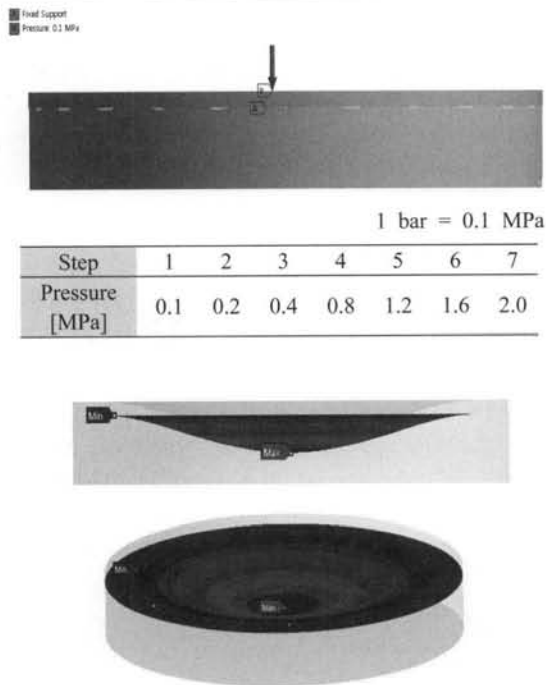 A Fixed Support
B Pressure: 0.1 MPa
A
1 bar = 0.1 MPa
Step 1 2 3 4 5 6 7
Pressure [MPa] 0.1 0.2 0.4 0.8 1.2 1.6 2.0
Min
Max
Min
Max